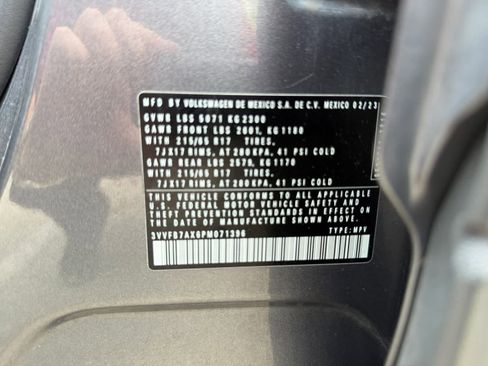 MFD BY VOLKSWAGEN DE MEXICO S.A. DE C.V. MEXICO 02/23
GVWR LBS 5071 KG 2300
GAWR FRONT LBS 2601, KG 1180
WITH 215/65 R17 TIRES,
7JX17 RIMS, AT 280 KPA, 41 PSI COLD
GAWR REAR LBS 2579, KG 1170
WITH 215/65 R17 TIRES,
7JX17 RIMS, AT 280 KPA, 41 PSI COLD
THIS VEHICLE CONFORMS TO ALL APPLICABLE
U.S. FEDERAL MOTOR VEHICLE SAFETY AND
THEFT PREVENTION STANDARDS IN EFFECT
ON THE DATE OF MANUFACTURE SHOWN ABOVE.
TYPE: MPV